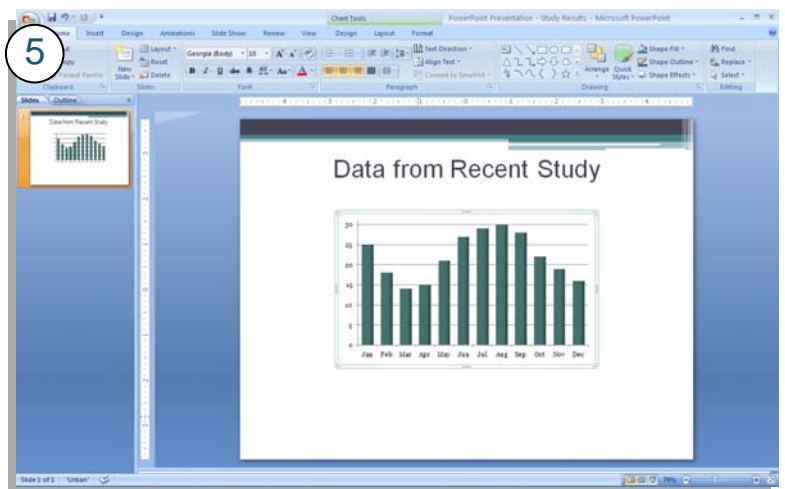 5
Chart Tools
PowerPoint Presentation - Study Results - Microsoft PowerPoint
Insert Design Animations Slide Show Review View Design Layout Format
New Slide
Layout
Reset
Delete
Format Painter
Georgia (Body) 10
Text Direction
Align Text
Convert to SmartArt
Arrange
Quick Styles
Shape Fill
Shape Outline
Shape Effects
Find
Replace
Select
Clipboard Slides Font Paragraph Drawing Editing
Slides Outline
Data from Recent Study
Data from Recent Study
30
25
20
15
10
5
0
Jan Feb Mar Apr May Jun Jul Aug Sep Oct Nov Dec
Slide 1 of 1 "Urban" 79%